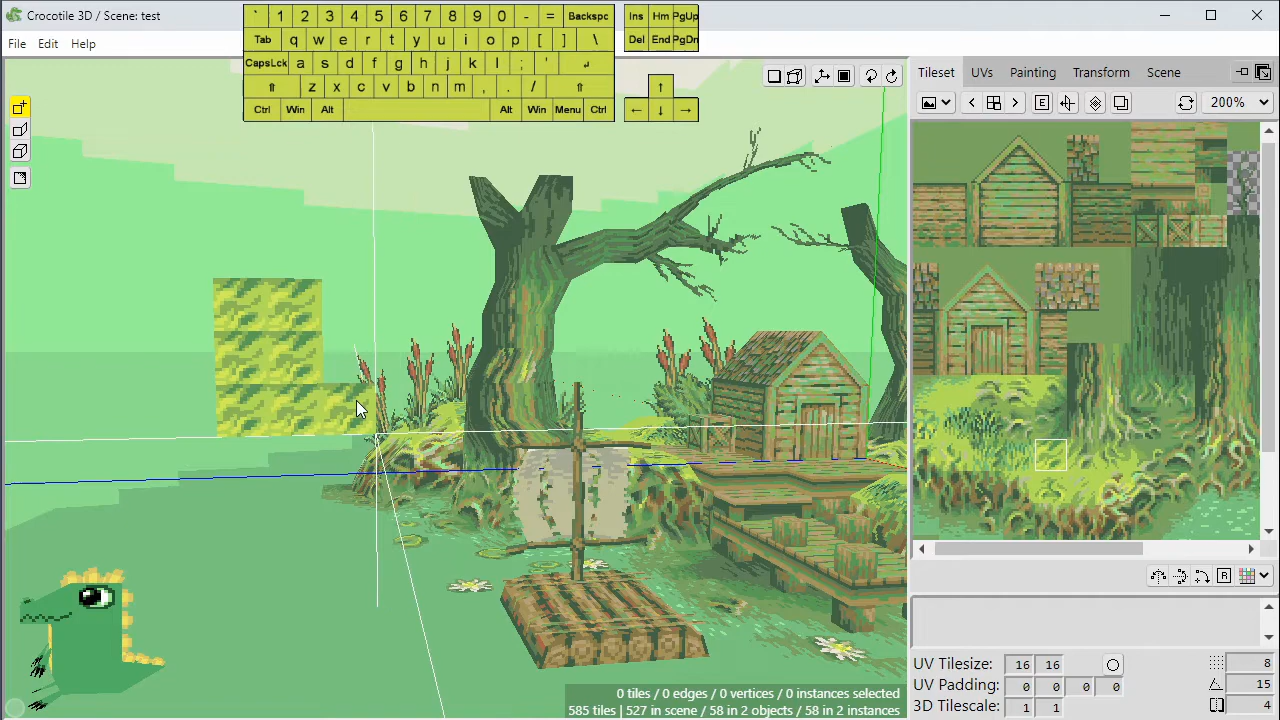 Crocotile 3D / Scene: test
File Edit Help
` 1 2 3 4 5 6 7 8 9 0 - = Backspc
Tab q w e r t y u i o p [ ] \
CapsLck a s d f g h j k l ; ' ↵
⇧ z x c v b n m , . / ⇧
Ctrl Win Alt Alt Win Menu Ctrl
Ins Hm PgUp
Del End PgDn
↑
← ↓ →
Tileset UVs Painting Transform Scene
E 200%
R
UV Tilesize: 16 16 8
UV Padding: 0 0 0 0 15
3D Tilescale: 1 1 4
0 tiles / 0 edges / 0 vertices / 0 instances selected
585 tiles | 527 in scene / 58 in 2 objects / 58 in 2 instances